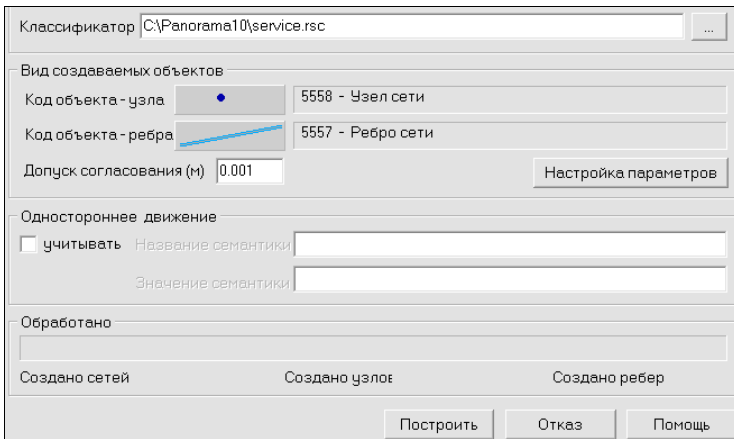 Классификатор C:\Panorama10\service.rsc ...
Вид создаваемых объектов
Код объекта - узла 5558 - Узел сети
Код объекта - ребра 5557 - Ребро сети
Допуск согласования (м) 0.001 Настройка параметров
Одностороннее движение
учитывать Название семантики
Значение семантики
Обработано
Создано сетей Создано узлов Создано ребер
Построить Отказ Помощь